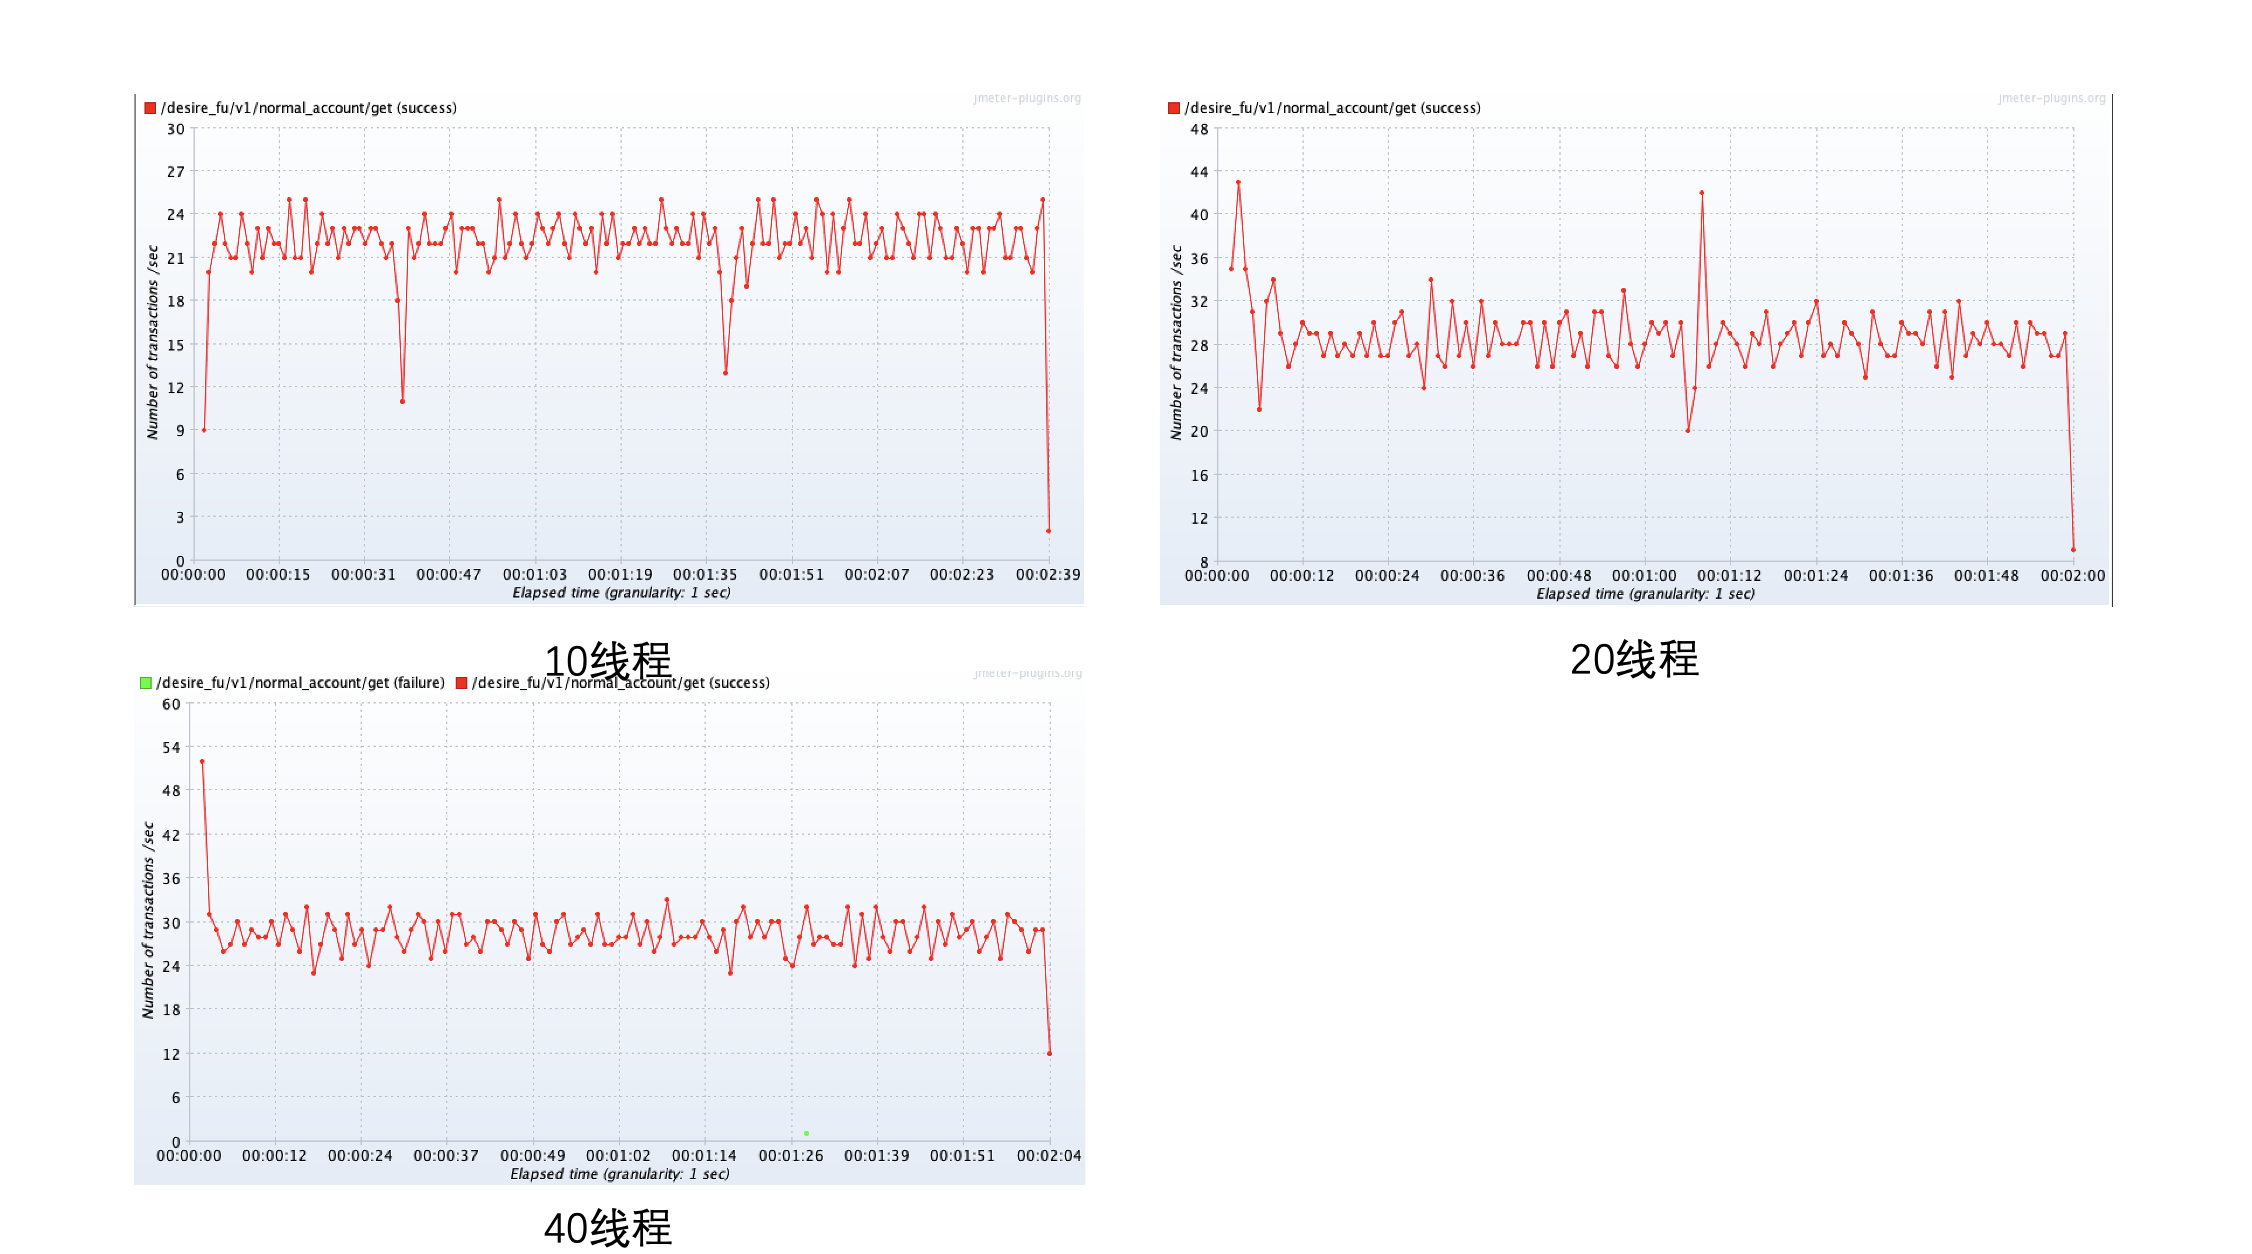 jmeter-plugins.org
/desire_fu/v1/normal_account/get (success)
30
27
24
21
18
15
12
9
6
3
0
Number of transactions /sec
00:00:00 00:00:15 00:00:31 00:00:47 00:01:03 00:01:19 00:01:35 00:01:51 00:02:07 00:02:23 00:02:39
Elapsed time (granularity: 1 sec)
10线程
jmeter-plugins.org
/desire_fu/v1/normal_account/get (success)
48
44
40
36
32
28
24
20
16
12
8
Number of transactions /sec
00:00:00 00:00:12 00:00:24 00:00:36 00:00:48 00:01:00 00:01:12 00:01:24 00:01:36 00:01:48 00:02:00
Elapsed time (granularity: 1 sec)
20线程
jmeter-plugins.org
/desire_fu/v1/normal_account/get (failure) /desire_fu/v1/normal_account/get (success)
60
54
48
42
36
30
24
18
12
6
0
Number of transactions /sec
00:00:00 00:00:12 00:00:24 00:00:37 00:00:49 00:01:02 00:01:14 00:01:26 00:01:39 00:01:51 00:02:04
Elapsed time (granularity: 1 sec)
40线程